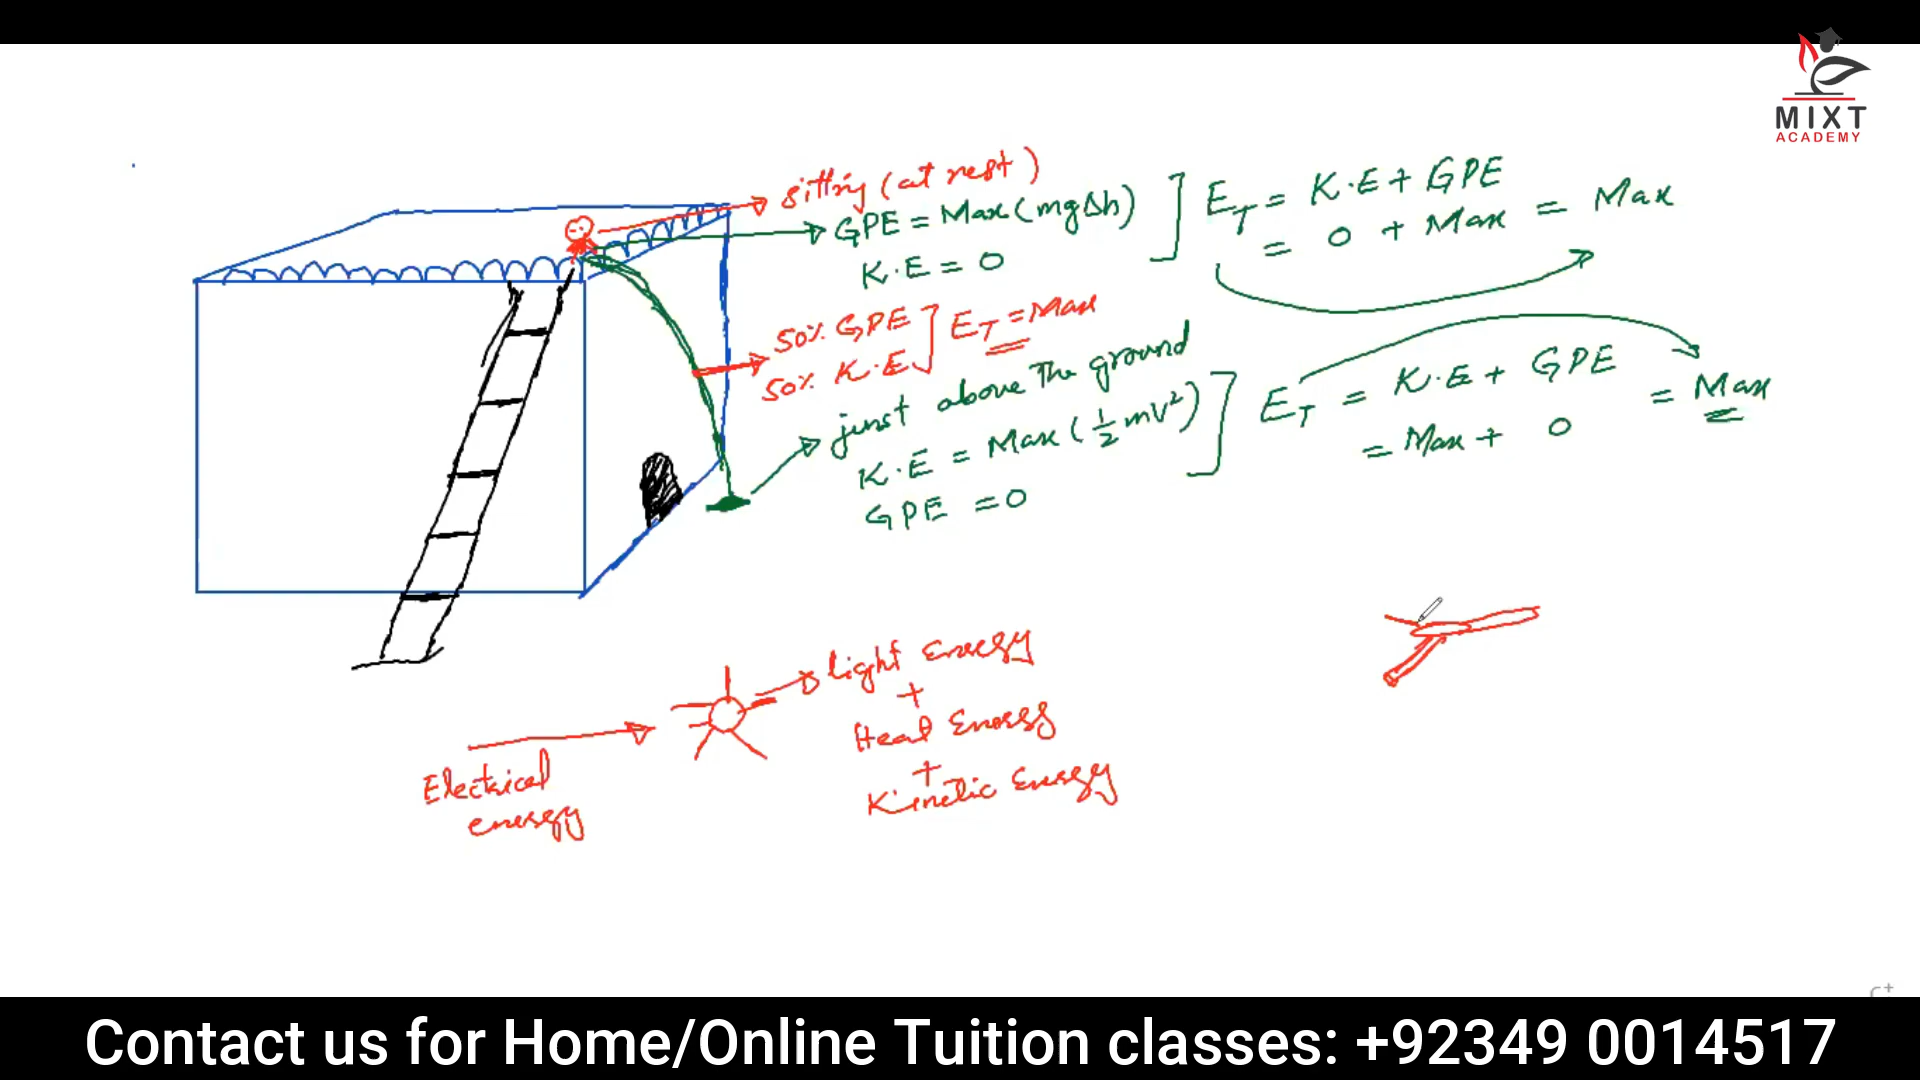 MIXT
ACADEMY
sitting (at rest)
GPE = Max (mgΔh)
K.E = 0
E_T = K.E + GPE
= 0 + Max = Max
50% GPE
50% K.E
E_T = Max
just above the ground
K.E = Max (1/2 mV²)
GPE = 0
E_T = K.E + GPE
= Max + 0 = Max
Electrical
energy
light Energy
+
Heat Energy
+
Kinetic Energy
Contact us for Home/Online Tuition classes: +92349 0014517